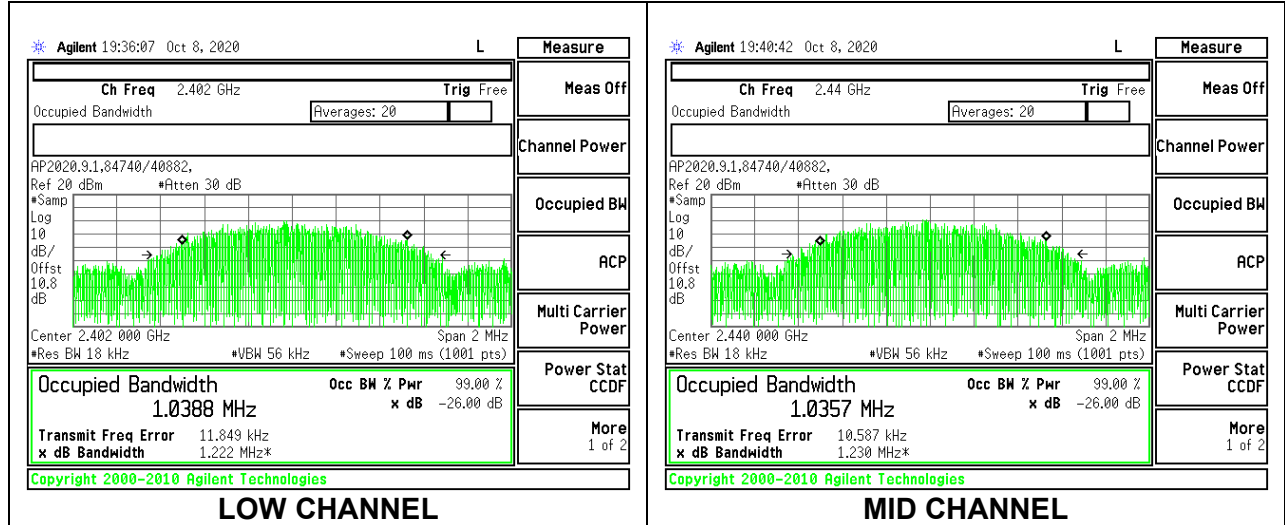 Agilent 19:36:07 Oct 8, 2020 L Measure
Ch Freq 2.402 GHz Trig Free
Occupied Bandwidth Averages: 20
AP2020.9.1,84740/40882,
Ref 20 dBm #Atten 30 dB
#Samp
Log
10
dB/
Offst
10.8
dB
Center 2.402 000 GHz Span 2 MHz
#Res BW 18 kHz #VBW 56 kHz #Sweep 100 ms (1001 pts)
Occupied Bandwidth Occ BW % Pwr 99.00 %
1.0388 MHz x dB -26.00 dB
Transmit Freq Error 11.849 kHz
x dB Bandwidth 1.222 MHz*
Copyright 2000-2010 Agilent Technologies
Meas Off
Channel Power
Occupied BW
ACP
Multi Carrier
Power
Power Stat
CCDF
More
1 of 2
LOW CHANNEL
Agilent 19:40:42 Oct 8, 2020 L Measure
Ch Freq 2.44 GHz Trig Free
Occupied Bandwidth Averages: 20
AP2020.9.1,84740/40882,
Ref 20 dBm #Atten 30 dB
#Samp
Log
10
dB/
Offst
10.8
dB
Center 2.440 000 GHz Span 2 MHz
#Res BW 18 kHz #VBW 56 kHz #Sweep 100 ms (1001 pts)
Occupied Bandwidth Occ BW % Pwr 99.00 %
1.0357 MHz x dB -26.00 dB
Transmit Freq Error 10.587 kHz
x dB Bandwidth 1.230 MHz*
Copyright 2000-2010 Agilent Technologies
Meas Off
Channel Power
Occupied BW
ACP
Multi Carrier
Power
Power Stat
CCDF
More
1 of 2
MID CHANNEL